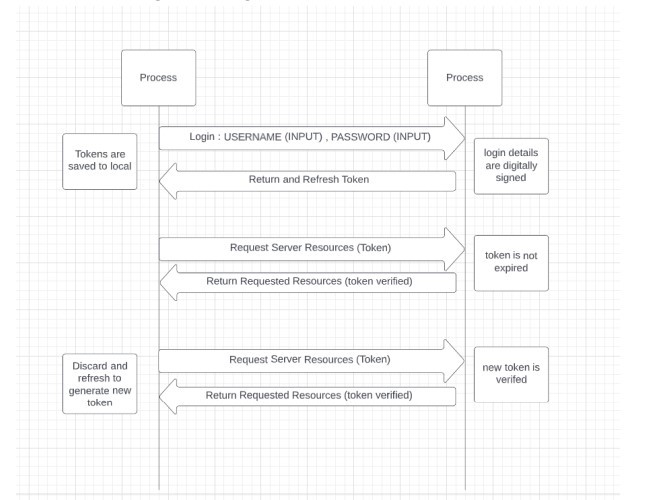 Process
Process
Login : USERNAME (INPUT) , PASSWORD (INPUT)
Tokens are
saved to local
login details
are digitally
signed
Return and Refresh Token
Request Server Resources (Token)
token is not
expired
Return Requested Resources (token verified)
Request Server Resources (Token)
Discard and
refresh to
generate new
token
new token is
verifed
Return Requested Resources (token verified)